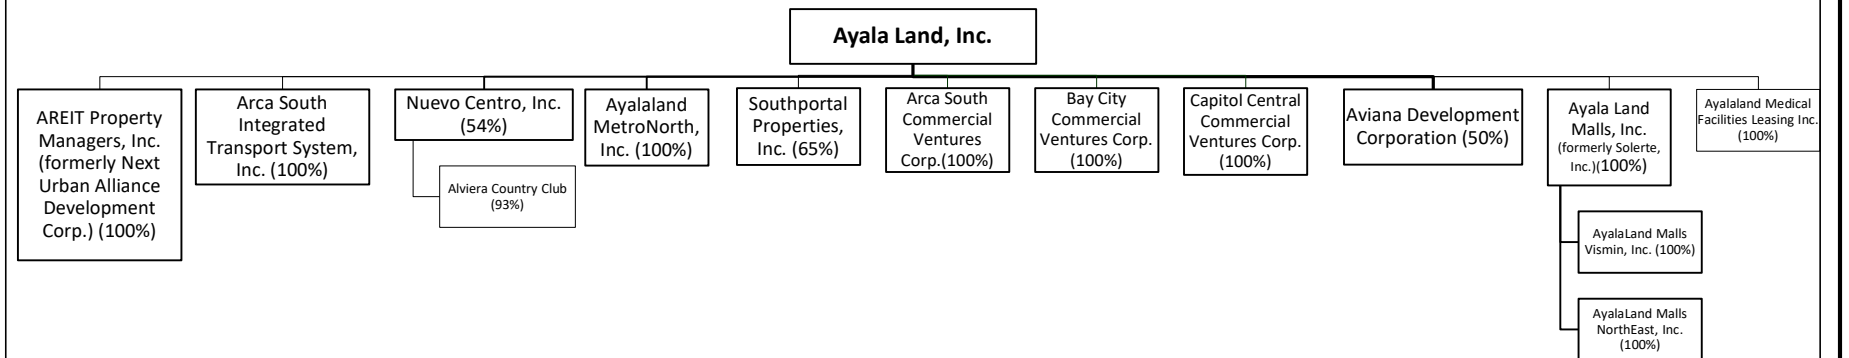 Ayala Land, Inc.
AREIT Property
Managers, Inc.
(formerly Next
Urban Alliance
Development
Corp.) (100%)
Arca South
Integrated
Transport System,
Inc. (100%)
Nuevo Centro, Inc.
(54%)
Alviera Country Club
(93%)
Ayalaland
MetroNorth,
Inc. (100%)
Southportal
Properties,
Inc. (65%)
Arca South
Commercial
Ventures
Corp.(100%)
Bay City
Commercial
Ventures Corp.
(100%)
Capitol Central
Commercial
Ventures Corp.
(100%)
Aviana Development
Corporation (50%)
Ayala Land
Malls, Inc.
(formerly Solerte,
Inc.)(100%)
AyalaLand Malls
Vismin, Inc. (100%)
AyalaLand Malls
NorthEast, Inc.
(100%)
Ayalaland Medical
Facilities Leasing Inc.
(100%)